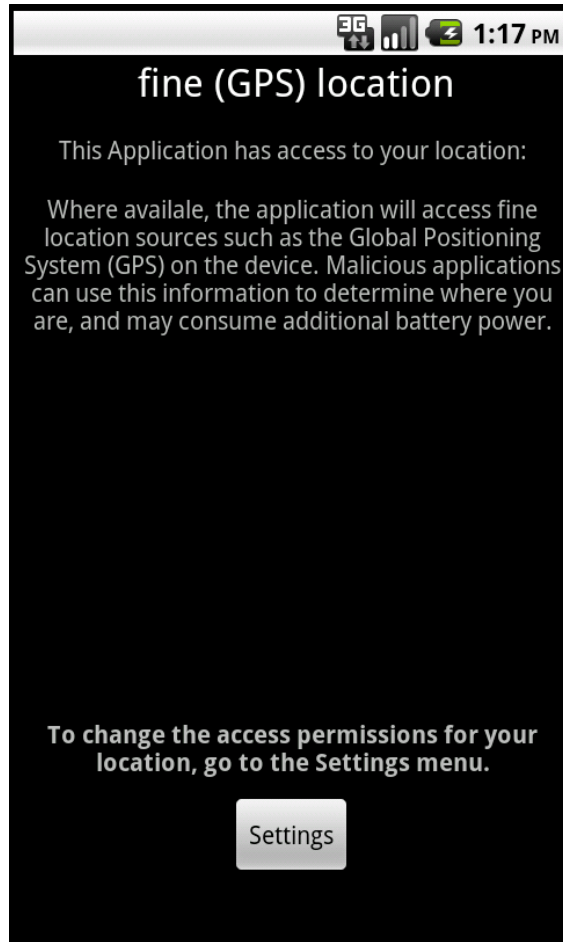 3G 1:17 PM
fine (GPS) location
This Application has access to your location:
Where availale, the application will access fine
location sources such as the Global Positioning
System (GPS) on the device. Malicious applications
can use this information to determine where you
are, and may consume additional battery power.
To change the access permissions for your
location, go to the Settings menu.
Settings